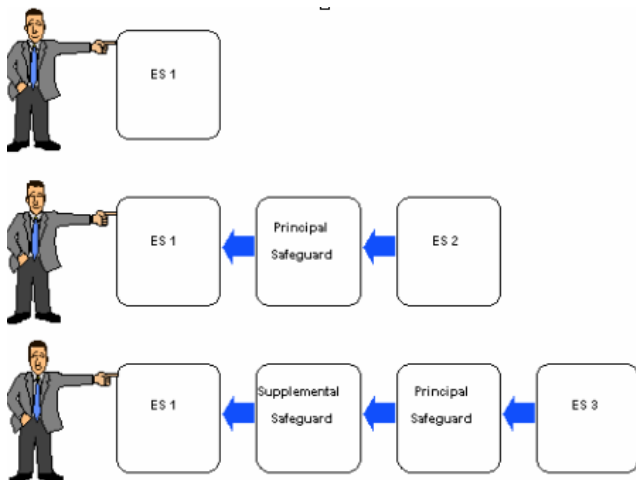 ES 1
ES 1
Principal
Safeguard
ES 2
ES 1
Supplemental
Safeguard
Principal
Safeguard
ES 3